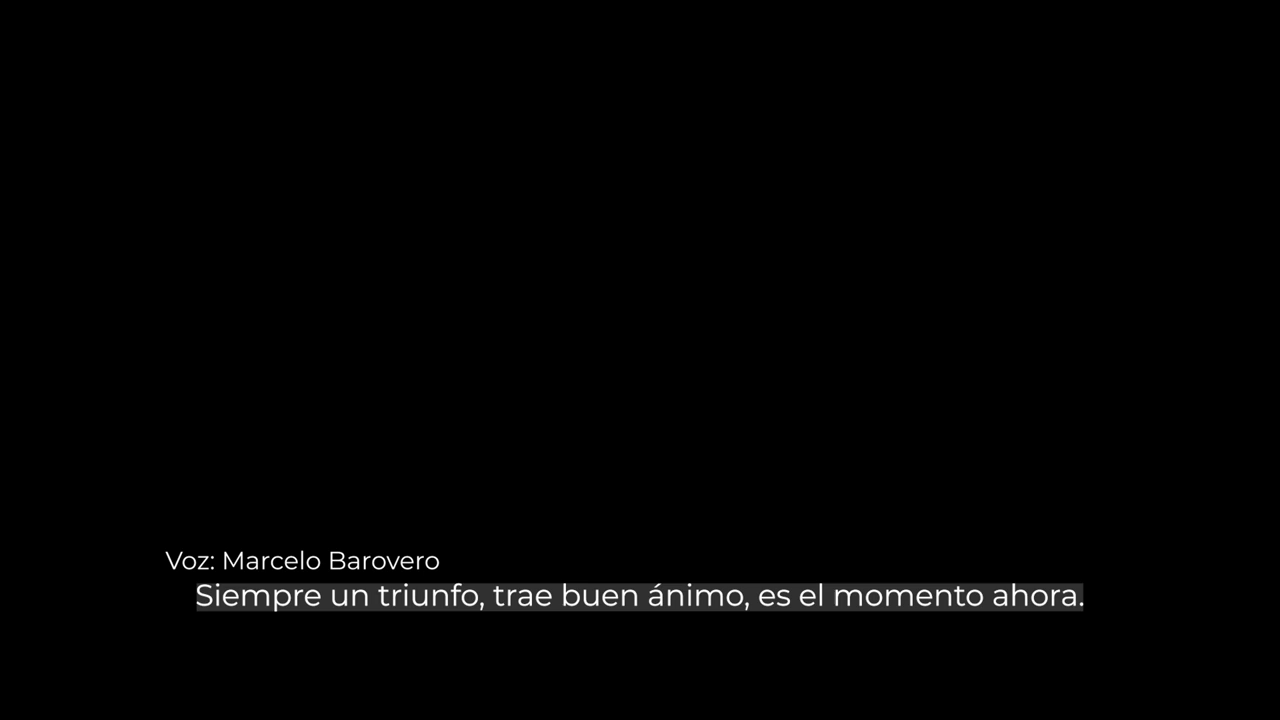 Voz: Marcelo Barovero
Siempre un triunfo, trae buen ánimo, es el momento ahora.